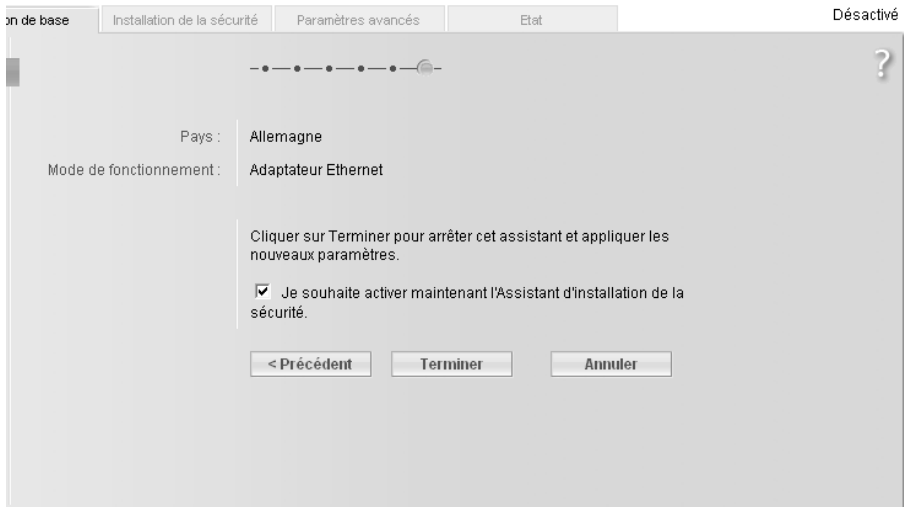 on de base Installation de la sécurité Paramètres avancés Etat Désactivé
?
Pays : Allemagne
Mode de fonctionnement : Adaptateur Ethernet
Cliquer sur Terminer pour arrêter cet assistant et appliquer les
nouveaux paramètres.
Je souhaite activer maintenant l'Assistant d'installation de la
sécurité.
< Précédent Terminer Annuler